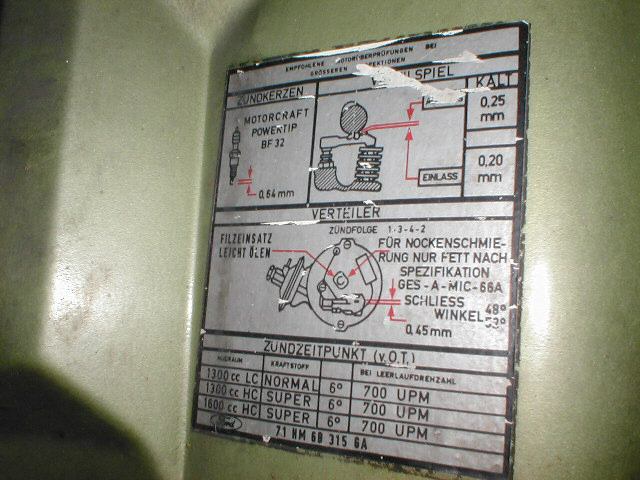 EMPFOHLENE MOTORÜBERPRÜFUNGEN BEI
GRÖSSEREN
ZÜNDKERZEN
MOTORCRAFT
POWERTIP
BF 32
0,64 mm
KALT
0,25
mm
EINLASS
0,20
mm
VERTEILER
ZÜNDFOLGE 1-3-4-2
FILZEINSATZ
LEICHT ÖLEN
FÜR NOCKENSCHMIE-
RUNG NUR FETT NACH
SPEZIFIKATION
GES-A-MIC-66A
SCHLIESS
WINKEL 48°
53°
0,45 mm
ZÜNDZEITPUNKT (v.O.T.)
HUBRAUM KRAFTSTOFF BEI LEERLAUFDREHZAHL
1300 cc LC NORMAL 6° 700 UPM
1300 cc HC SUPER 6° 700 UPM
1600 cc HC SUPER 6° 700 UPM
Ford 71 HM 6B 315 GA